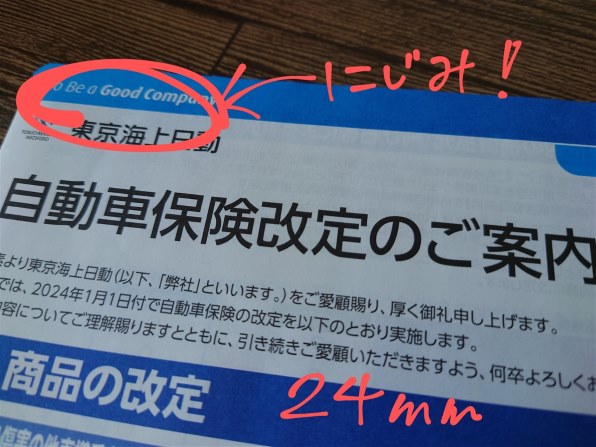 にじみ!
o Be a Good Company
東京海上日動
自動車保険改定のご案内
より東京海上日動(以下、「弊社」といいます。)をご愛顧賜り、厚く御礼申し上げます。
では、2024年1月1日付で自動車保険の改定を以下のとおり実施します。
内容についてご理解賜りますとともに、引き続きご愛顧いただきますよう、何卒よろしくお
商品の改定
24mm